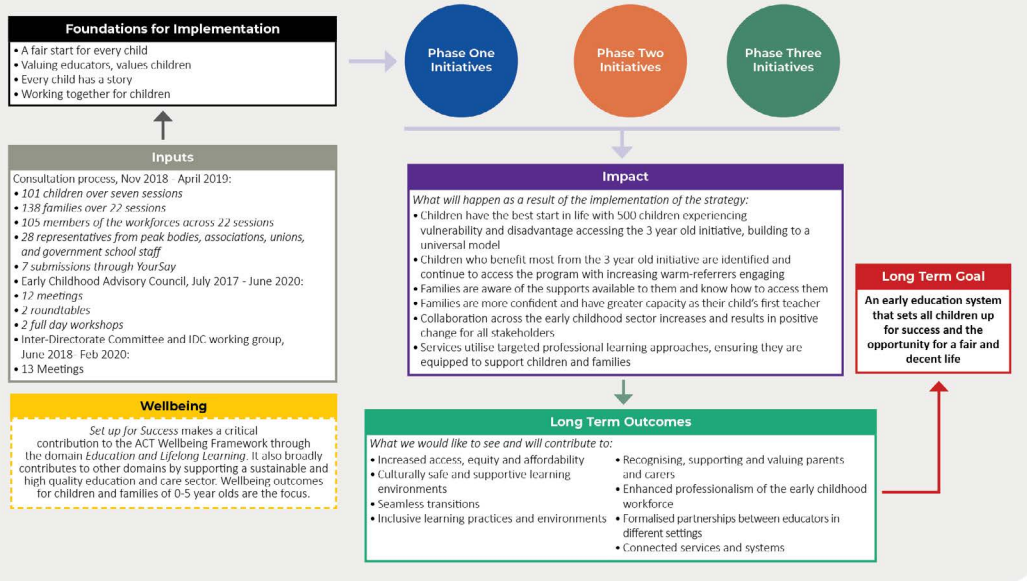 Foundations for Implementation
• A fair start for every child
• Valuing educators, values children
• Every child has a story
• Working together for children
Phase One
Initiatives
Phase Two
Initiatives
Phase Three
Initiatives
Inputs
Consultation process, Nov 2018 - April 2019:
• 101 children over seven sessions
• 138 families over 22 sessions
• 105 members of the workforces across 22 sessions
• 28 representatives from peak bodies, associations, unions,
and government school staff
• 7 submissions through YourSay
• Early Childhood Advisory Council, July 2017 - June 2020:
• 12 meetings
• 2 roundtables
• 2 full day workshops
• Inter-Directorate Committee and IDC working group,
June 2018- Feb 2020:
• 13 Meetings
Wellbeing
Set up for Success makes a critical
contribution to the ACT Wellbeing Framework through
the domain Education and Lifelong Learning. It also broadly
contributes to other domains by supporting a sustainable and
high quality education and care sector. Wellbeing outcomes
for children and families of 0-5 year olds are the focus.
Impact
What will happen as a result of the implementation of the strategy:
• Children have the best start in life with 500 children experiencing
vulnerability and disadvantage accessing the 3 year old initiative, building to a
universal model
• Children who benefit most from the 3 year old initiative are identified and
continue to access the program with increasing warm-referrers engaging
• Families are aware of the supports available to them and know how to access them
• Families are more confident and have greater capacity as their child's first teacher
• Collaboration across the early childhood sector increases and results in positive
change for all stakeholders
• Services utilise targeted professional learning approaches, ensuring they are
equipped to support children and families
Long Term Outcomes
What we would like to see and will contribute to:
• Increased access, equity and affordability
• Culturally safe and supportive learning
environments
• Seamless transitions
• Inclusive learning practices and environments
• Recognising, supporting and valuing parents
and carers
• Enhanced professionalism of the early childhood
workforce
• Formalised partnerships between educators in
different settings
• Connected services and systems
Long Term Goal
An early education system
that sets all children up
for success and the
opportunity for a fair and
decent life